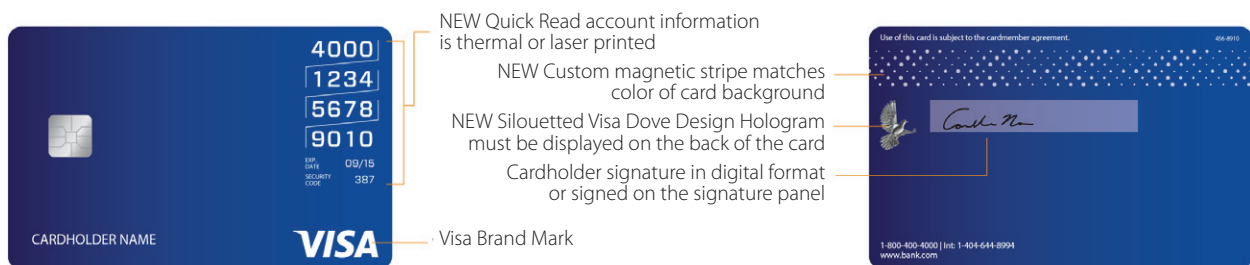 4000
1234
5678
9010
EXP. DATE 09/15
SECURITY CODE 387
CARDHOLDER NAME
VISA
NEW Quick Read account information
is thermal or laser printed
NEW Custom magnetic stripe matches
color of card background
NEW Silouetted Visa Dove Design Hologram
must be displayed on the back of the card
Cardholder signature in digital format
or signed on the signature panel
Visa Brand Mark
Use of this card is subject to the cardmember agreement.
456-8910
1-800-400-4000 | Int: 1-404-644-8994
www.bank.com